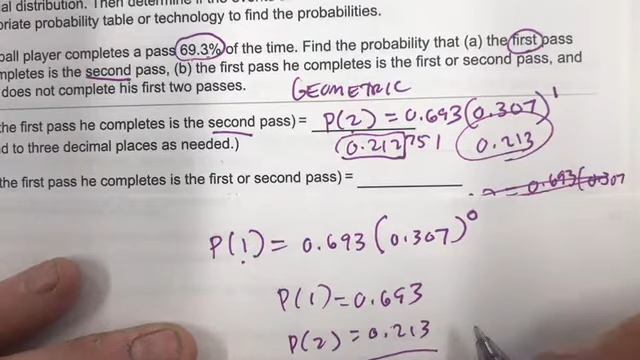 al distribution. Then determine if the events
priate probability table or technology to find the probabilities.
ball player completes a pass 69.3% of the time. Find the probability that (a) the first pass
mpletes is the second pass, (b) the first pass he completes is the first or second pass, and
does not complete his first two passes.
GEOMETRIC
the first pass he completes is the second pass) = P(2) = 0.693(0.307)¹
d to three decimal places as needed.) 0.212751 0.213
the first pass he completes is the first or second pass) =
= 0.693(0.307
P(1) = 0.693(0.307)⁰
P(1) = 0.693
P(2) = 0.213